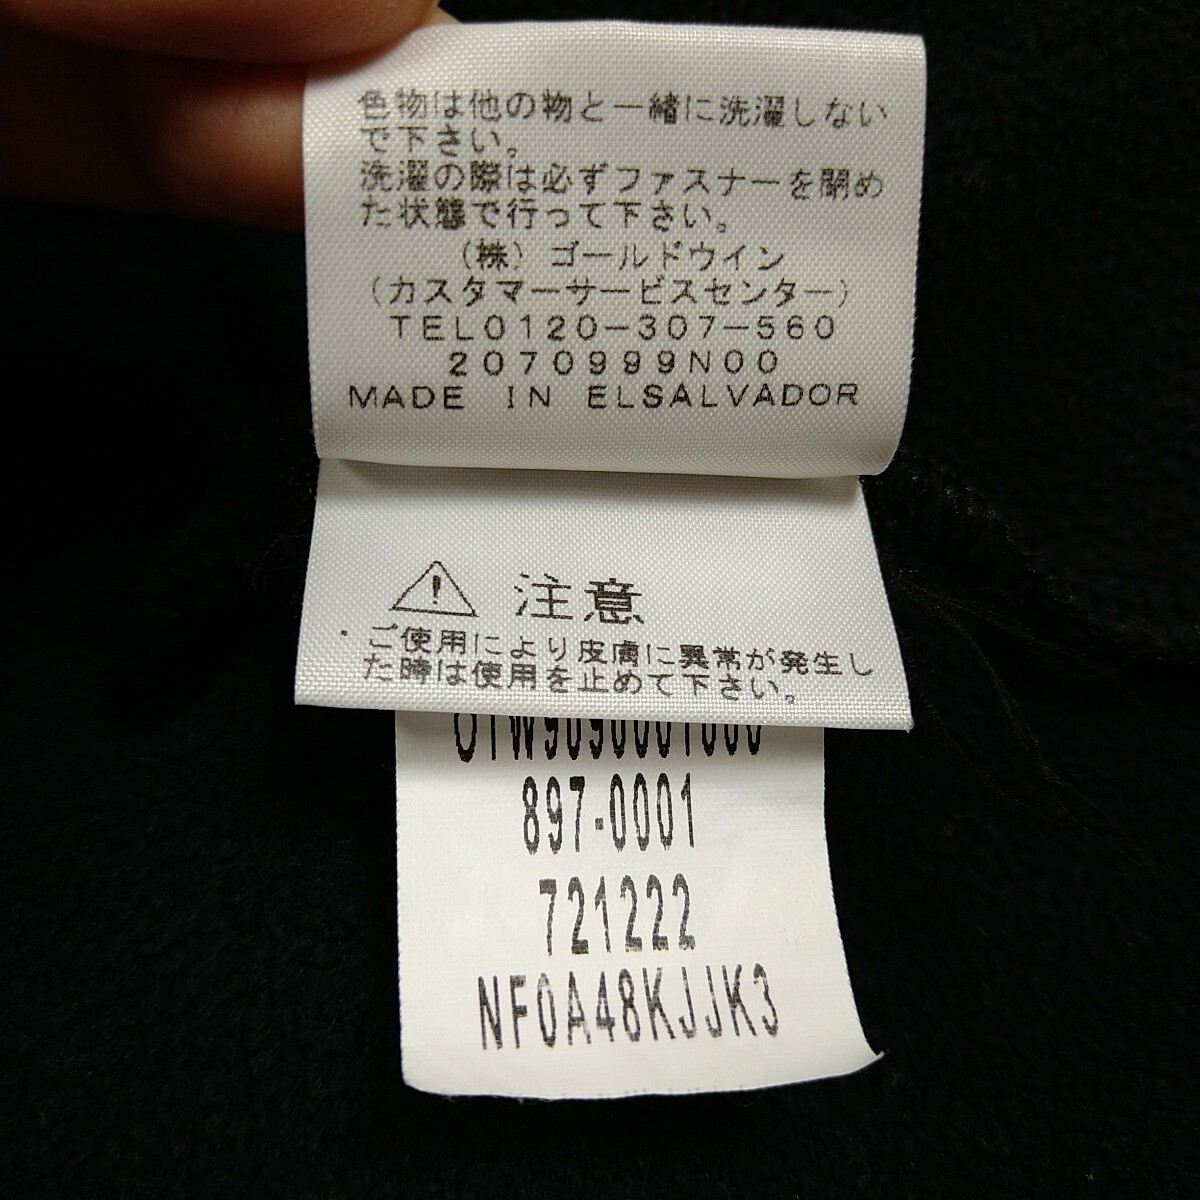 色物は他の物と一緒に洗濯しない
で下さい。
洗濯の際は必ずファスナーを閉め
た状態で行って下さい。
(株) ゴールドウイン
(カスタマーサービスセンター)
TEL0120-307-560
2070999N00
MADE IN ELSALVADOR
注意
・ご使用により皮膚に異常が発生し
た時は使用を止めて下さい。
897-0001
721222
NF0A48KJJK3